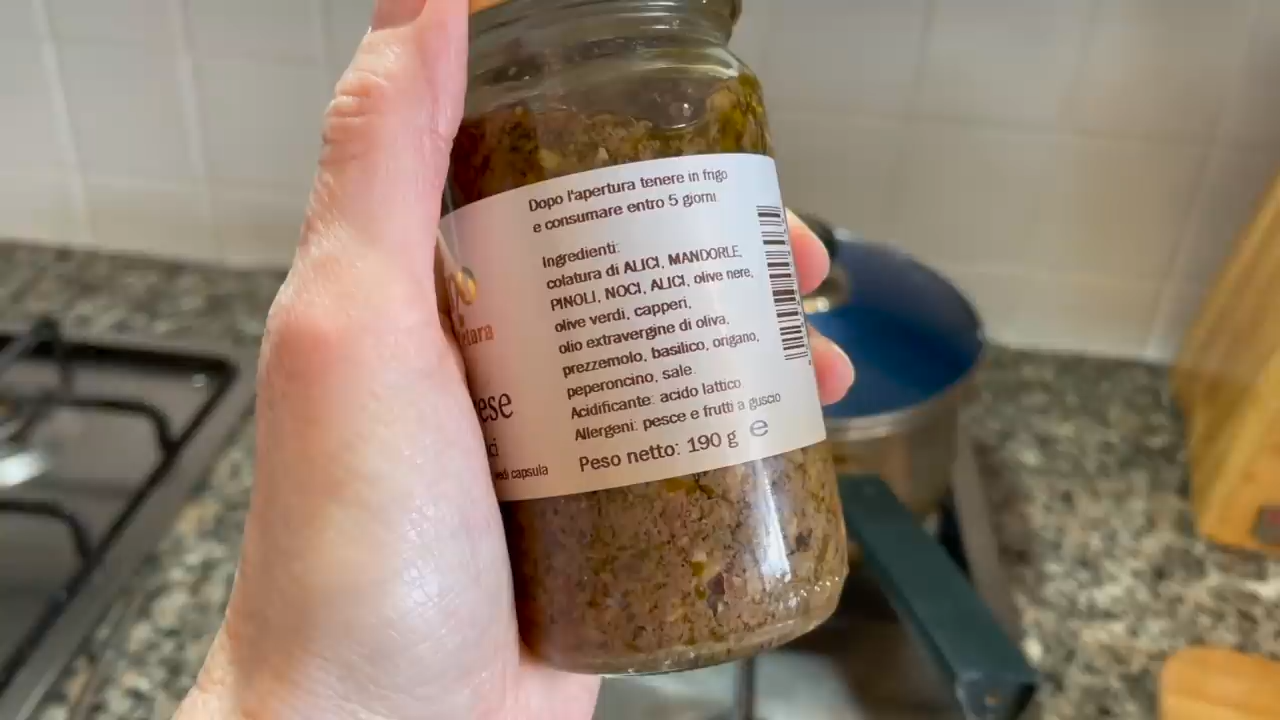 Dopo l'apertura tenere in frigo
e consumare entro 5 giorni.
Ingredienti:
colatura di ALICI, MANDORLE,
PINOLI, NOCI, ALICI, olive nere,
olive verdi, capperi,
olio extravergine di oliva,
prezzemolo, basilico, origano,
peperoncino, sale.
Acidificante: acido lattico.
Allergeni: pesce e frutti a guscio
Peso netto: 190 g e
capsula